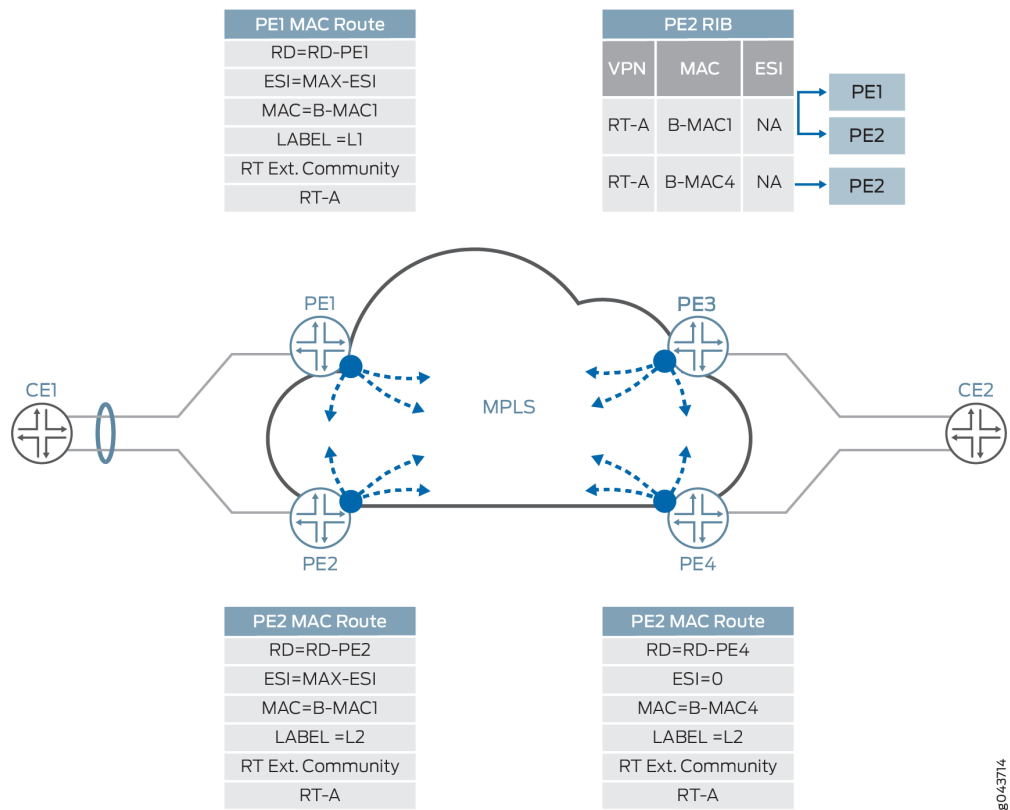 PE1 MAC Route
RD=RD-PE1
ESI=MAX-ESI
MAC=B-MAC1
LABEL =L1
RT Ext. Community
RT-A
PE2 RIB
VPN MAC ESI
RT-A B-MAC1 NA
PE1
PE2
RT-A B-MAC4 NA
PE2
PE1
PE3
CE1
MPLS
CE2
PE2
PE4
PE2 MAC Route
RD=RD-PE2
ESI=MAX-ESI
MAC=B-MAC1
LABEL =L2
RT Ext. Community
RT-A
PE2 MAC Route
RD=RD-PE4
ESI=0
MAC=B-MAC4
LABEL =L2
RT Ext. Community
RT-A
g043714